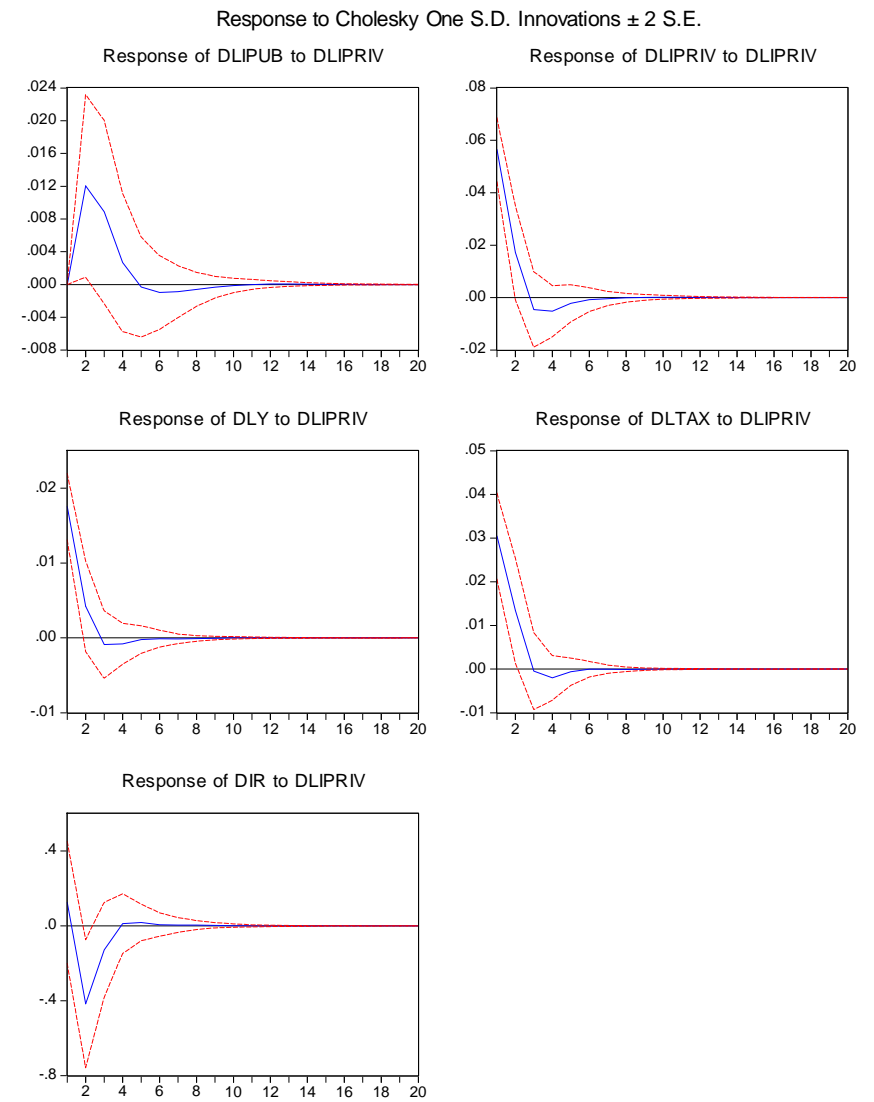 Response to Cholesky One S.D. Innovations ± 2 S.E.
Response of DLIPUB to DLIPRIV
.024
.020
.016
.012
.008
.004
.000
-.004
-.008
2 4 6 8 10 12 14 16 18 20
Response of DLIPRIV to DLIPRIV
.08
.06
.04
.02
.00
-.02
2 4 6 8 10 12 14 16 18 20
Response of DLY to DLIPRIV
.02
.01
.00
-.01
2 4 6 8 10 12 14 16 18 20
Response of DLTAX to DLIPRIV
.05
.04
.03
.02
.01
.00
-.01
2 4 6 8 10 12 14 16 18 20
Response of DIR to DLIPRIV
.4
.0
-.4
-.8
2 4 6 8 10 12 14 16 18 20